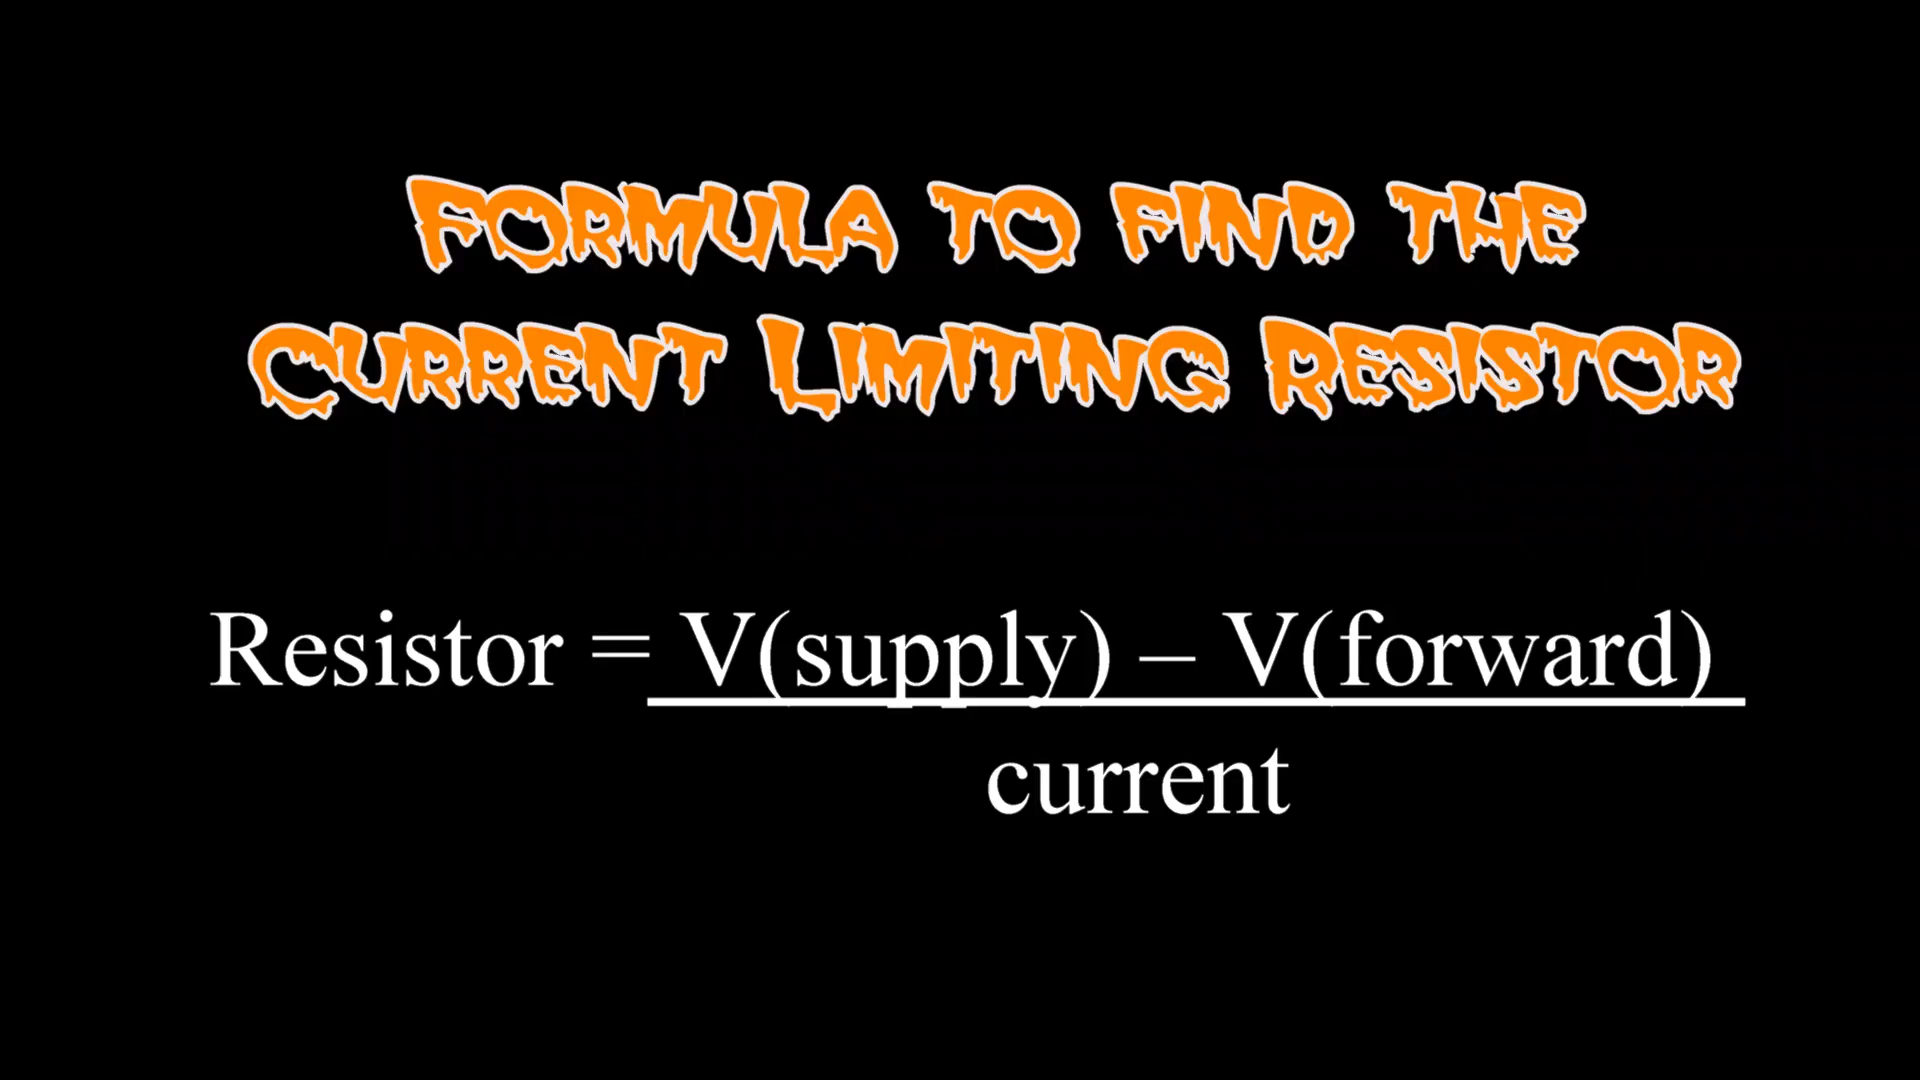 Formula to find the
Current Limiting Resistor
Resistor = V(supply) – V(forward)
current